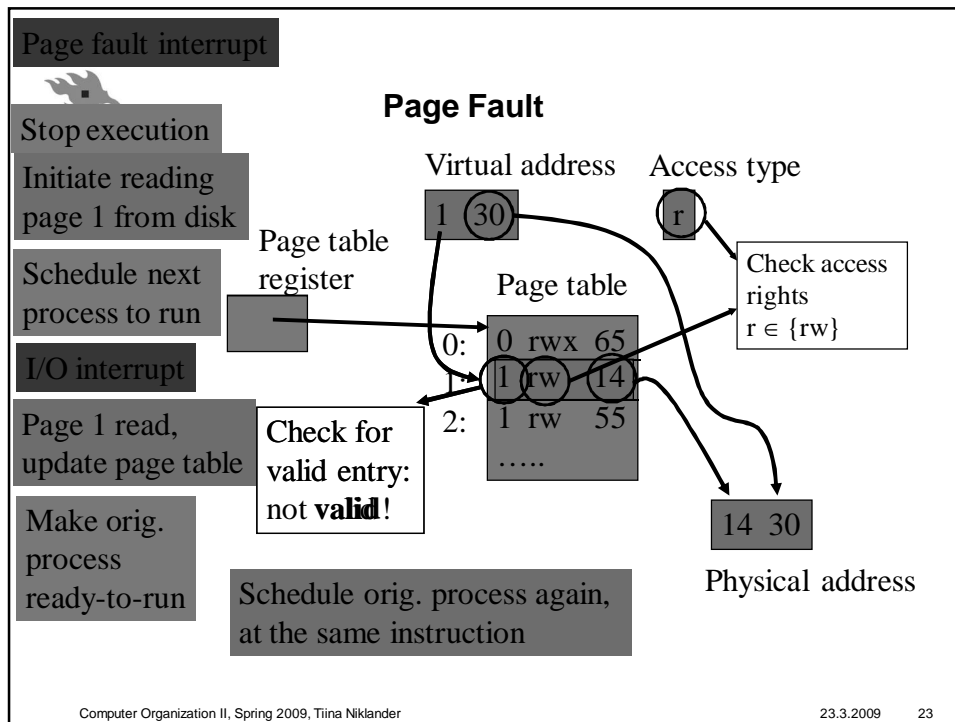 Page fault interrupt
Page Fault
Stop execution
Initiate reading
page 1 from disk
Schedule next
process to run
I/O interrupt
Page 1 read,
update page table
Make orig.
process
ready-to-run
Virtual address
1 30
Access type
r
Page table
register
Page table
Check access
rights
r ∈ {rw}
0: 0 rwx 65
1: 1 rw 14
2: 1 rw 55
…..
Check for
valid entry:
not valid!
14 30
Physical address
Schedule orig. process again,
at the same instruction
Computer Organization II, Spring 2009, Tiina Niklander 23.3.2009 23